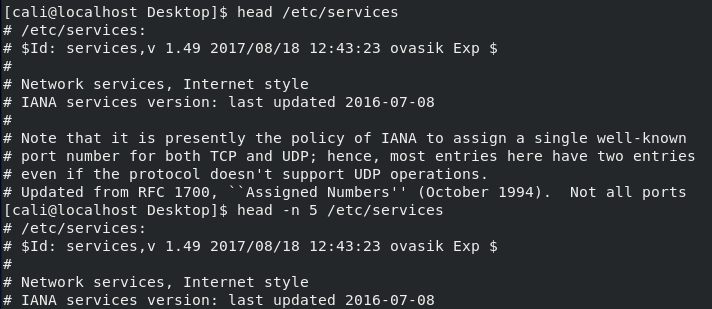 [cali@localhost Desktop]$ head /etc/services
# /etc/services:
# $Id: services,v 1.49 2017/08/18 12:43:23 ovasik Exp $
#
# Network services, Internet style
# IANA services version: last updated 2016-07-08
#
# Note that it is presently the policy of IANA to assign a single well-known
# port number for both TCP and UDP; hence, most entries here have two entries
# even if the protocol doesn't support UDP operations.
# Updated from RFC 1700, ``Assigned Numbers'' (October 1994).  Not all ports
[cali@localhost Desktop]$ head -n 5 /etc/services
# /etc/services:
# $Id: services,v 1.49 2017/08/18 12:43:23 ovasik Exp $
#
# Network services, Internet style
# IANA services version: last updated 2016-07-08